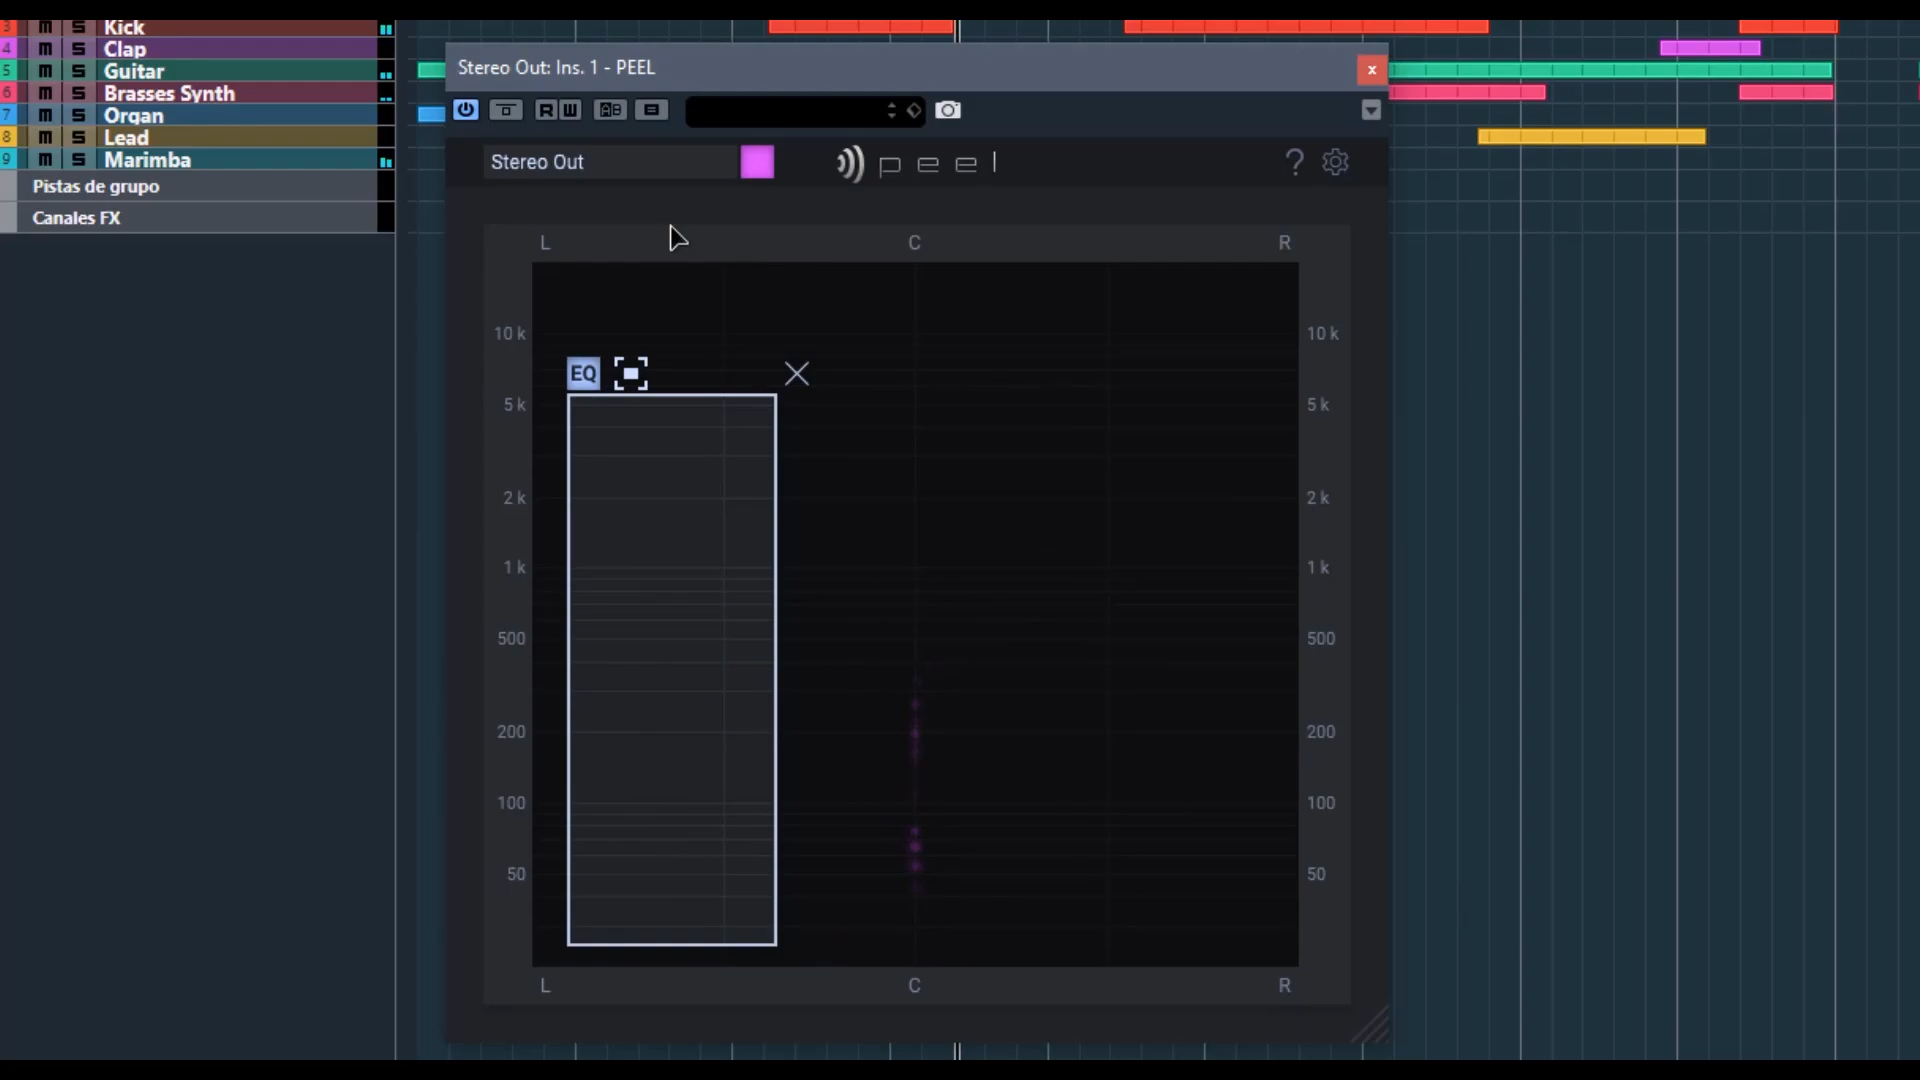 3 m S Kick
4 m S Clap
5 m S Guitar
6 m S Brasses Synth
7 m S Organ
8 m S Lead
9 m S Marimba
Pistas de grupo
Canales FX
Stereo Out: Ins. 1 - PEEL
x
R W AB
Stereo Out
peel
?
L C R
10 k 10 k
EQ
5 k 5 k
2 k 2 k
1 k 1 k
500 500
200 200
100 100
50 50
L C R